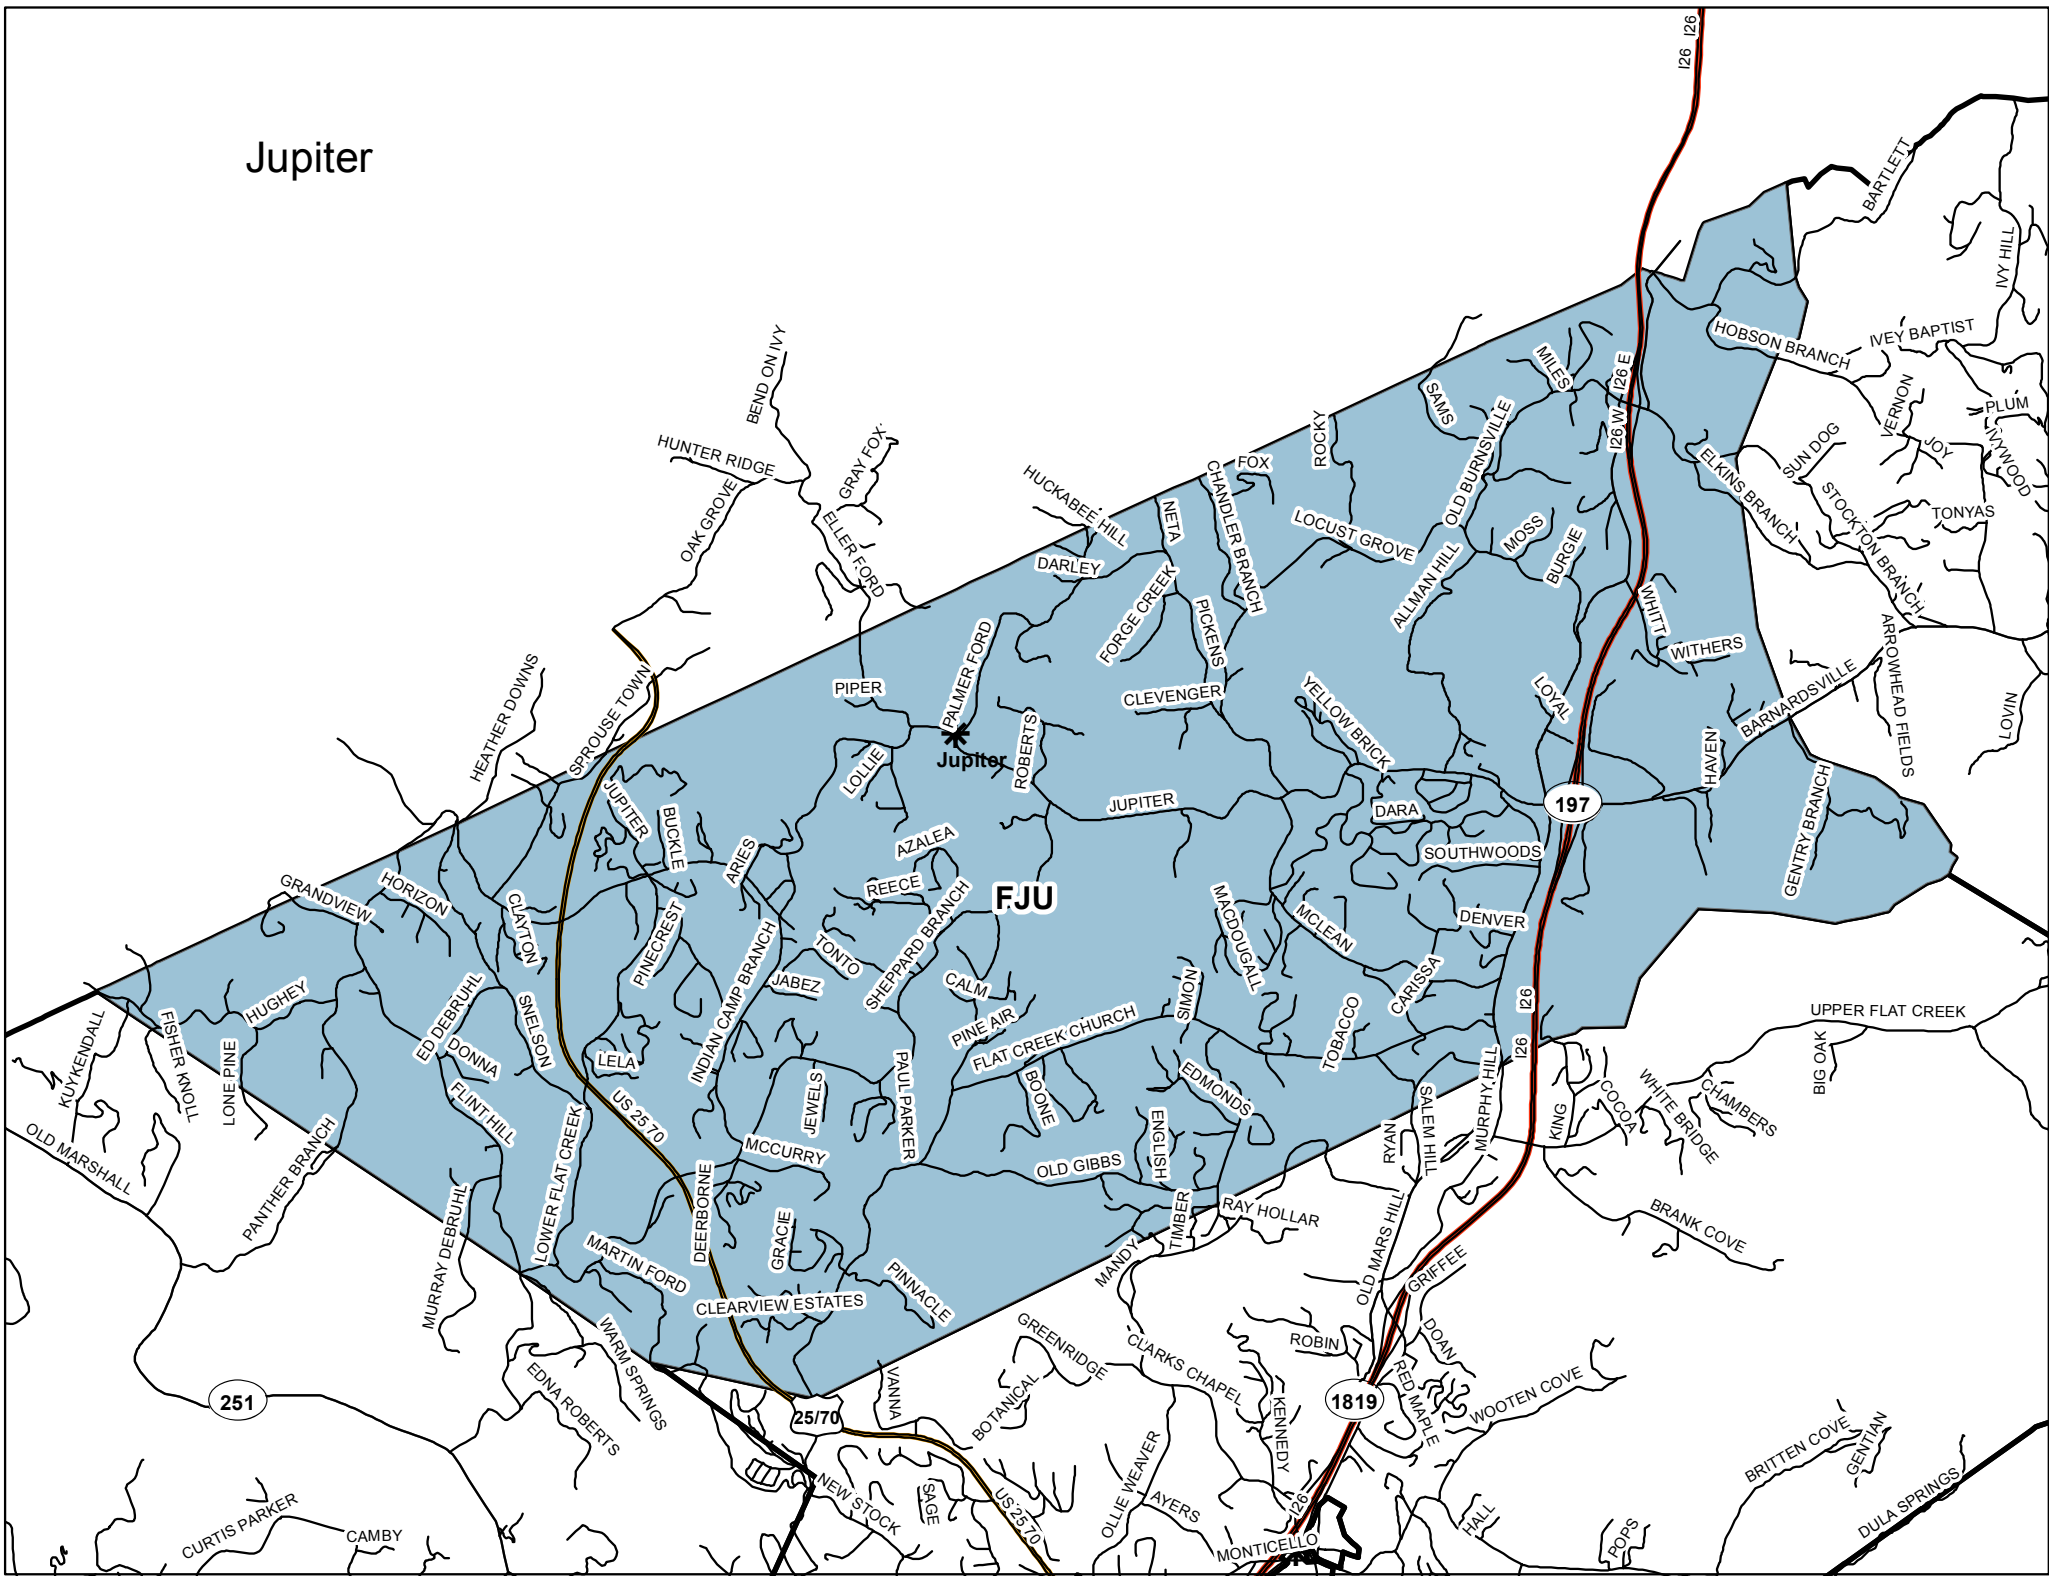 I26
I26
Jupiter
BARTLETT
IVY HILL
HOBSON BRANCH
IVEY BAPTIST
BEND ON IVY
MILES
I26 E
SAMS
VERNON
PLUM
HUNTER RIDGE
GRAY FOX
ROCKY
OLD BURNSVILLE
I26 W
JOY
IVYWOOD
SUN DOG
FOX
ELKINS BRANCH
OAK GROVE
HUCKABEE HILL
CHANDLER BRANCH
NETA
STOCKTON BRANCH
TONYAS
ELLER FORD
LOCUST GROVE
MOSS
BURGIE
DARLEY
ALLMAN HILL
FORGE CREEK
PICKENS
WHITT
ARROWHEAD FIELDS
WITHERS
PALMER FORD
HEATHER DOWNS
SPROUSE TOWN
PIPER
CLEVENGER
YELLOW BRICK
LOYAL
BARNARDSVILLE
LOVIN
Jupiter
ROBERTS
LOLLIE
HAVEN
JUPITER
JUPITER
197
DARA
GENTRY BRANCH
BUCKLE
AZALEA
ARIES
SOUTHWOODS
REECE
FJU
GRANDVIEW
HORIZON
CLAYTON
SHEPPARD BRANCH
MACDOUGALL
MCLEAN
DENVER
PINECREST
INDIAN CAMP BRANCH
TONTO
JABEZ
CALM
SIMON
CARISSA
HUGHEY
ED DEBRUHL
SNELSON
I26
UPPER FLAT CREEK
KUYKENDALL
FISHER KNOLL
LONE PINE
PINE AIR
FLAT CREEK CHURCH
TOBACCO
I26
DONNA
LELA
BIG OAK
PAUL PARKER
JEWELS
BOONE
EDMONDS
MURPHY HILL
FLINT HILL
US 25 70
SALEM HILL
KING
COCOA
WHITE BRIDGE
CHAMBERS
OLD MARSHALL
LOWER FLAT CREEK
MCCURRY
ENGLISH
RYAN
PANTHER BRANCH
OLD GIBBS
DEERBORNE
MURRAY DEBRUHL
TIMBER
RAY HOLLAR
BRANK COVE
GRACIE
MARTIN FORD
MANDY
OLD MARS HILL
GRIFFEE
PINNACLE
CLEARVIEW ESTATES
WARM SPRINGS
GREENRIDGE
CLARKS CHAPEL
ROBIN
DOAN
EDNA ROBERTS
VANNA
BOTANICAL
KENNEDY
RED MAPLE
WOOTEN COVE
251
25/70
1819
OLLIE WEAVER
BRITTEN COVE
GENTIAN
NEW STOCK
SAGE
US 25 70
AYERS
I26
HALL
POPS
DULA SPRINGS
CURTIS PARKER
CAMBY
MONTICELLO